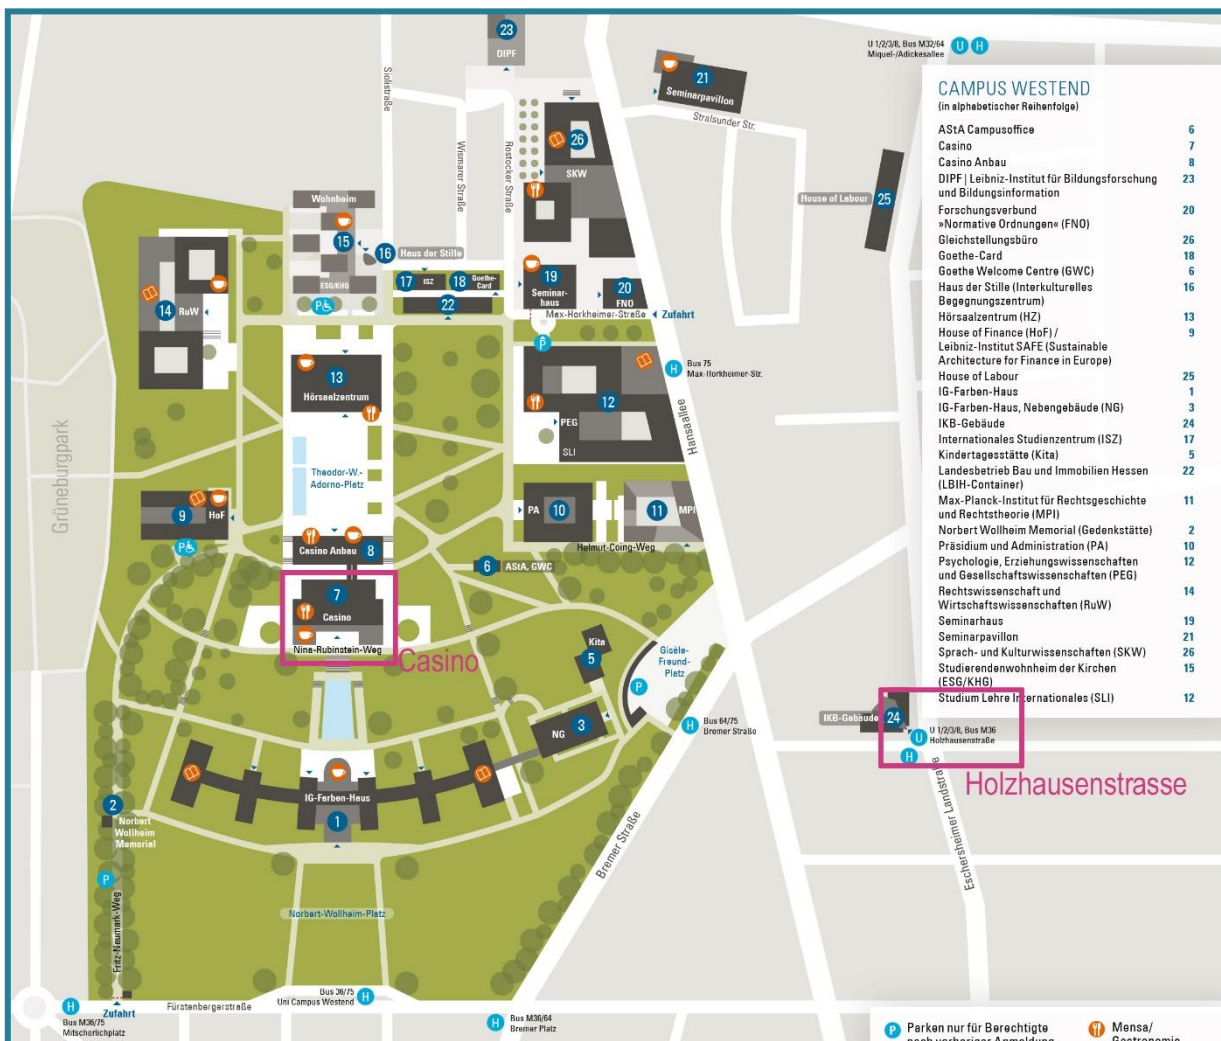 23
DIPF
U 1/2/3/8, Bus M32/64
Miquel-/Adickesallee
U H
Siolistraße
21
Seminarpavillon
Stralsunder Str.
Wismarer Straße
Rostocker Straße
26
SKW
House of Labour
25
Wohnheim
15
16
Haus der Stille
ESG/KHG
P
17
ISZ
18
Goethe-
Card
22
19
Seminar-
haus
20
FNO
Max-Horkheimer-Straße
Zufahrt
14
RuW
P
H
Bus 75
Max-Horkheimer-Str.
13
Hörsaalzentrum
12
PEG
SLI
Hansaallee
Grüneburgpark
Theodor-W.-
Adorno-Platz
9
HoF
P
PA
10
11
MPI
Helmut-Coing-Weg
Casino Anbau
8
6
AStA, GWC
7
Casino
Nina-Rubinstein-Weg
Casino
Kita
5
Gisèle-
Freund-
Platz
P
3
NG
H
Bus 64/75
Bremer Straße
IKB-Gebäude
24
U
U 1/2/3/8, Bus M36
Holzhausenstraße
H
Holzhausenstrasse
Eschersheimer Landstraße
IG-Farben-Haus
1
2
Norbert
Wollheim
Memorial
P
Fritz-Neumark-Weg
Bremer Straße
Norbert-Wollheim-Platz
Bus 36/75
Uni Campus Westend
H
Fürstenbergerstraße
Zufahrt
H
Bus M36/75
Mitscherlichplatz
H
Bus M36/64
Bremer Platz
CAMPUS WESTEND
(in alphabetischer Reihenfolge)
AStA Campusoffice 6
Casino 7
Casino Anbau 8
DIPF | Leibniz-Institut für Bildungsforschung 23
und Bildungsinformation
Forschungsverbund 20
»Normative Ordnungen« (FNO)
Gleichstellungsbüro 26
Goethe-Card 18
Goethe Welcome Centre (GWC) 6
Haus der Stille (Interkulturelles 16
Begegnungszentrum)
Hörsaalzentrum (HZ) 13
House of Finance (HoF) / 9
Leibniz-Institut SAFE (Sustainable
Architecture for Finance in Europe)
House of Labour 25
IG-Farben-Haus 1
IG-Farben-Haus, Nebengebäude (NG) 3
IKB-Gebäude 24
Internationales Studienzentrum (ISZ) 17
Kindertagesstätte (Kita) 5
Landesbetrieb Bau und Immobilien Hessen 22
(LBIH-Container)
Max-Planck-Institut für Rechtsgeschichte 11
und Rechtstheorie (MPI)
Norbert Wollheim Memorial (Gedenkstätte) 2
Präsidium und Administration (PA) 10
Psychologie, Erziehungswissenschaften 12
und Gesellschaftswissenschaften (PEG)
Rechtswissenschaft und 14
Wirtschaftswissenschaften (RuW)
Seminarhaus 19
Seminarpavillon 21
Sprach- und Kulturwissenschaften (SKW) 26
Studierendenwohnheim der Kirchen 15
(ESG/KHG)
Studium Lehre Internationales (SLI) 12
P Parken nur für Berechtigte
nach vorheriger Anmeldung
Mensa/
Gastronomie